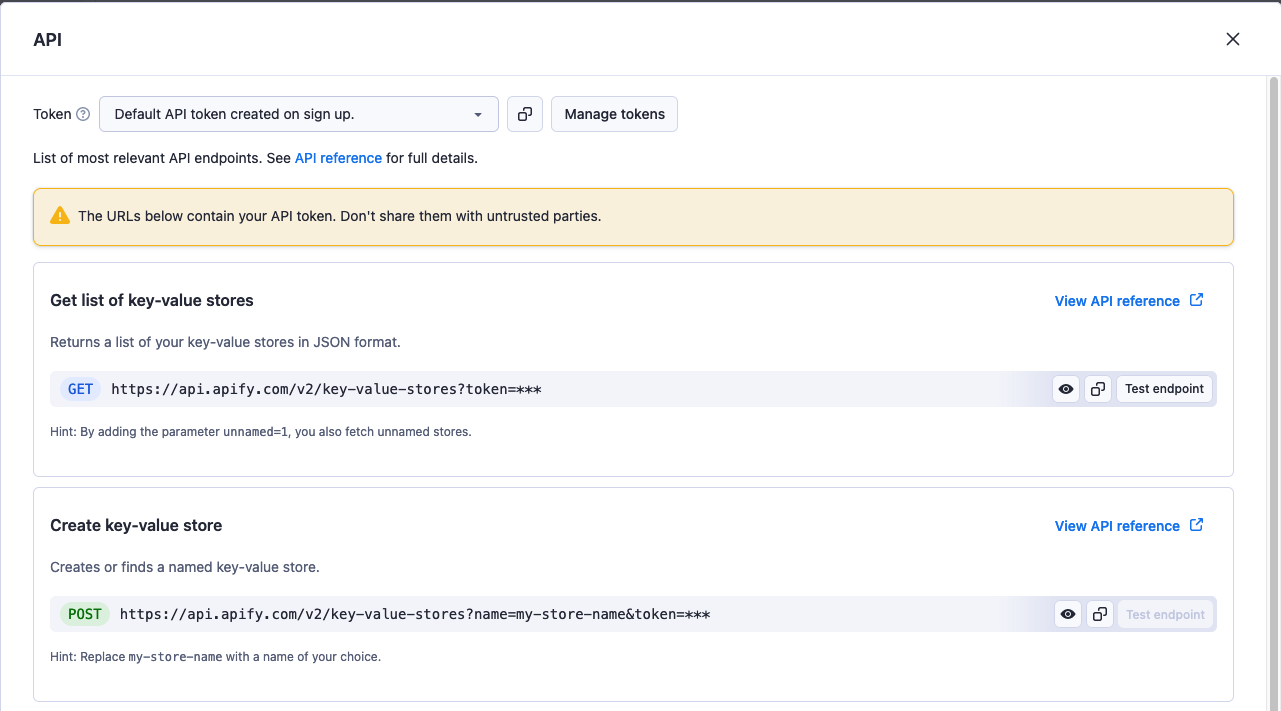 API
Token
Default API token created on sign up.
Manage tokens
List of most relevant API endpoints. See API reference for full details.
The URLs below contain your API token. Don't share them with untrusted parties.
Get list of key-value stores
View API reference
Returns a list of your key-value stores in JSON format.
GET https://api.apify.com/v2/key-value-stores?token=***
Test endpoint
Hint: By adding the parameter unnamed=1, you also fetch unnamed stores.
Create key-value store
View API reference
Creates or finds a named key-value store.
POST https://api.apify.com/v2/key-value-stores?name=my-store-name&token=***
Test endpoint
Hint: Replace my-store-name with a name of your choice.